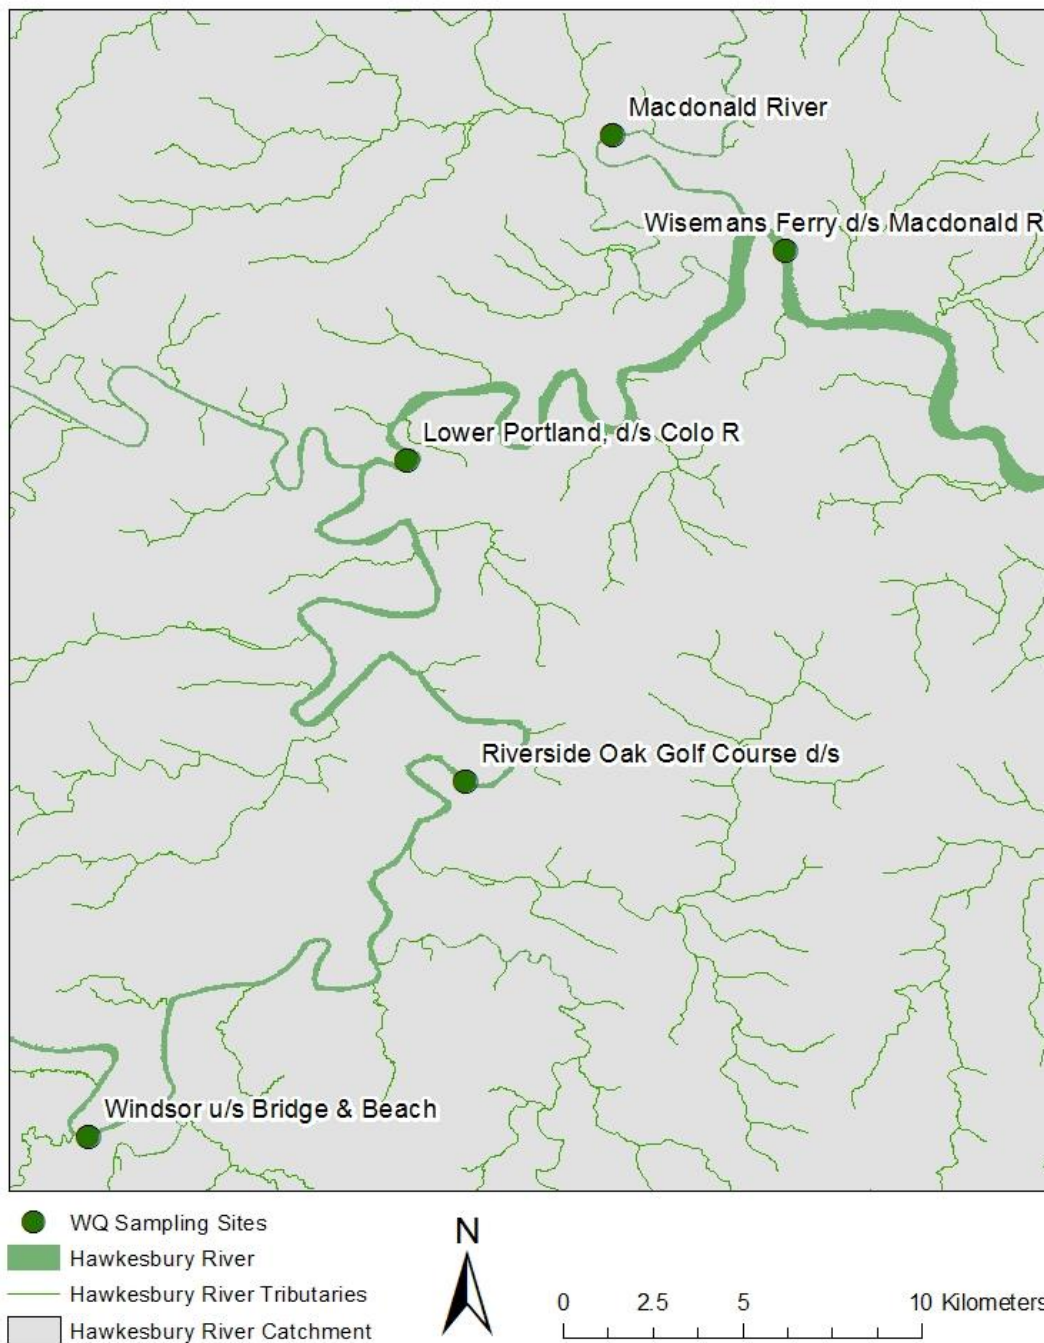 Macdonald River
Wisemans Ferry d/s Macdonald R
Lower Portland, d/s Colo R
Riverside Oak Golf Course d/s
Windsor u/s Bridge & Beach
WQ Sampling Sites
Hawkesbury River
Hawkesbury River Tributaries
Hawkesbury River Catchment
N
0 2.5 5 10 Kilometers